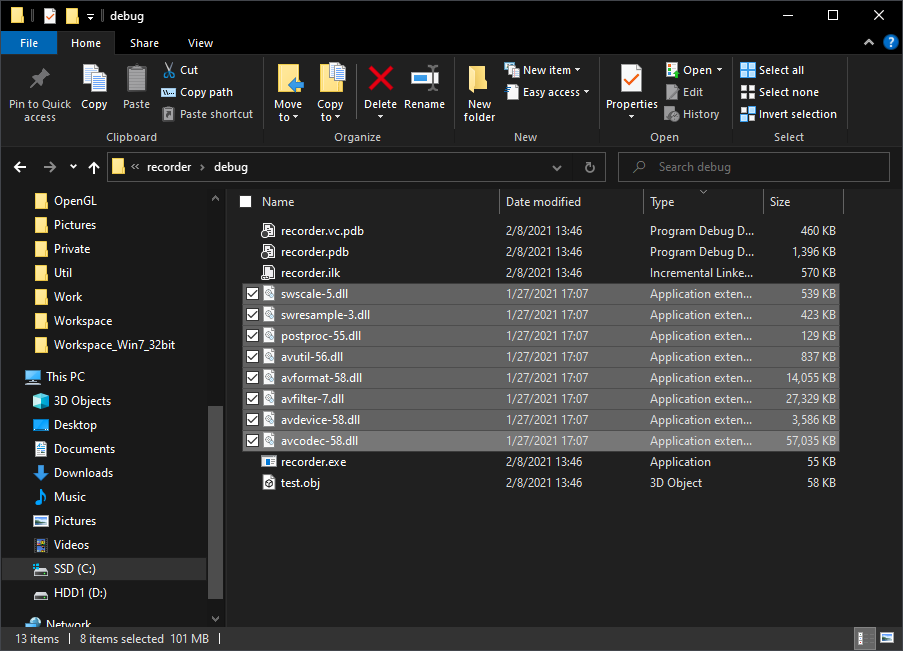 debug
File Home Share View
Pin to Quick access
Copy
Paste
Cut
Copy path
Paste shortcut
Clipboard
Move to
Copy to
Delete
Rename
Organize
New folder
New item
Easy access
New
Properties
Open
Edit
History
Open
Select all
Select none
Invert selection
Select
« recorder › debug
Search debug
OpenGL
Pictures
Private
Util
Work
Workspace
Workspace_Win7_32bit
This PC
3D Objects
Desktop
Documents
Downloads
Music
Pictures
Videos
SSD (C:)
HDD1 (D:)
Network
Name Date modified Type Size
recorder.vc.pdb 2/8/2021 13:46 Program Debug D... 460 KB
recorder.pdb 2/8/2021 13:46 Program Debug D... 1,396 KB
recorder.ilk 2/8/2021 13:46 Incremental Linke... 570 KB
swscale-5.dll 1/27/2021 17:07 Application exten... 539 KB
swresample-3.dll 1/27/2021 17:07 Application exten... 423 KB
postproc-55.dll 1/27/2021 17:07 Application exten... 129 KB
avutil-56.dll 1/27/2021 17:07 Application exten... 837 KB
avformat-58.dll 1/27/2021 17:07 Application exten... 14,055 KB
avfilter-7.dll 1/27/2021 17:07 Application exten... 27,329 KB
avdevice-58.dll 1/27/2021 17:07 Application exten... 3,586 KB
avcodec-58.dll 1/27/2021 17:07 Application exten... 57,035 KB
recorder.exe 2/8/2021 13:46 Application 55 KB
test.obj 2/8/2021 13:46 3D Object 58 KB
13 items 8 items selected 101 MB